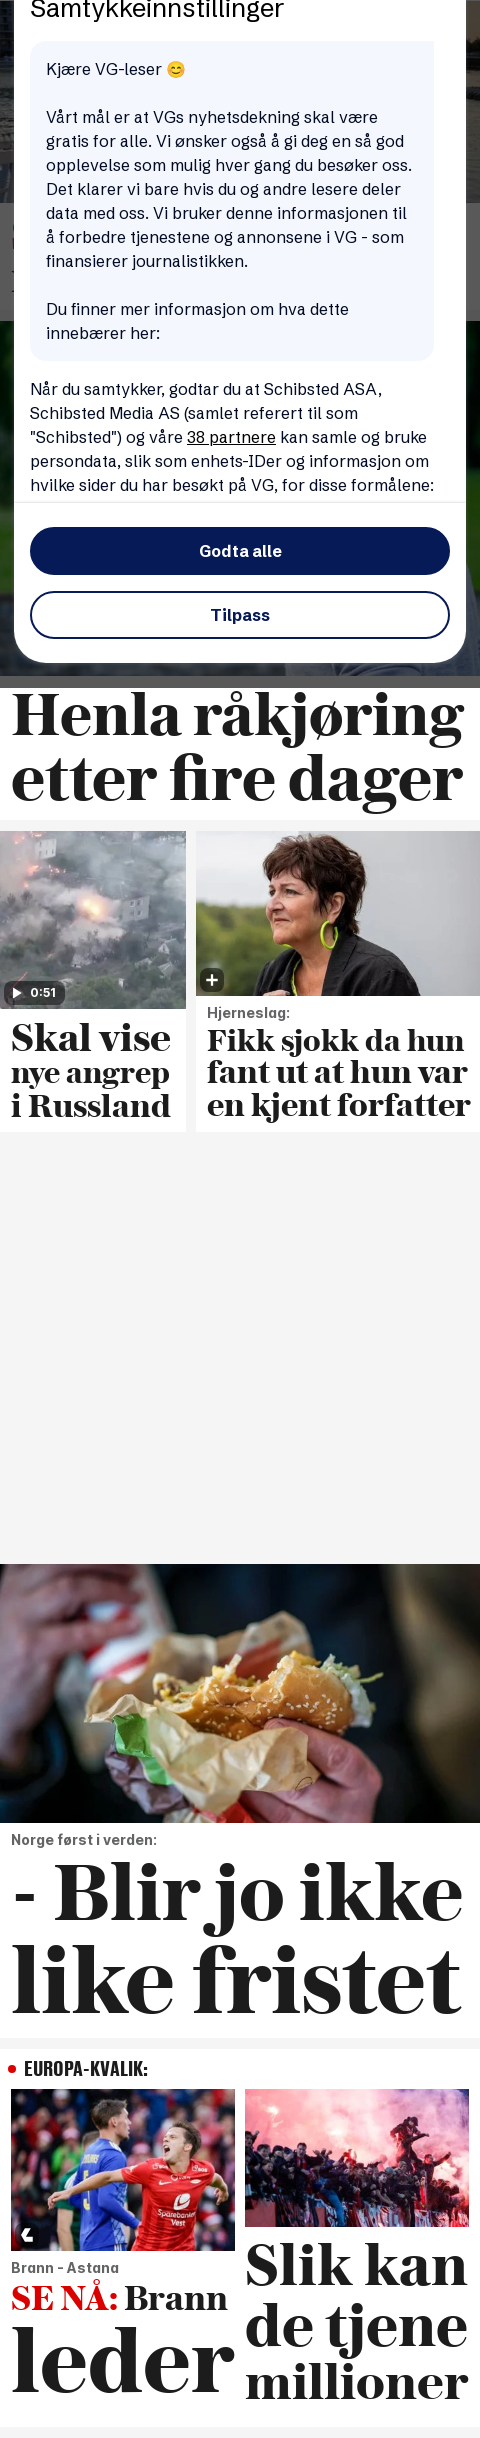 Samtykkeinnstillinger
Kjære VG-leser 😊
Vårt mål er at VGs nyhetsdekning skal være
gratis for alle. Vi ønsker også å gi deg en så god
opplevelse som mulig hver gang du besøker oss.
Det klarer vi bare hvis du og andre lesere deler
data med oss. Vi bruker denne informasjonen til
å forbedre tjenestene og annonsene i VG - som
finansierer journalistikken.
Du finner mer informasjon om hva dette
innebærer her:
Når du samtykker, godtar du at Schibsted ASA,
Schibsted Media AS (samlet referert til som
"Schibsted") og våre 38 partnere kan samle og bruke
persondata, slik som enhets-IDer og informasjon om
hvilke sider du har besøkt på VG, for disse formålene:
Godta alle
Tilpass
Henla råkjøring
etter fire dager
0:51
Skal vise
nye angrep
i Russland
Hjerneslag:
Fikk sjokk da hun
fant ut at hun var
en kjent forfatter
Norge først i verden:
- Blir jo ikke
like fristet
EUROPA-KVALIK:
Sparebanken
Vest
Brann - Astana
SE NÅ: Brann
leder
Slik kan
de tjene
millioner